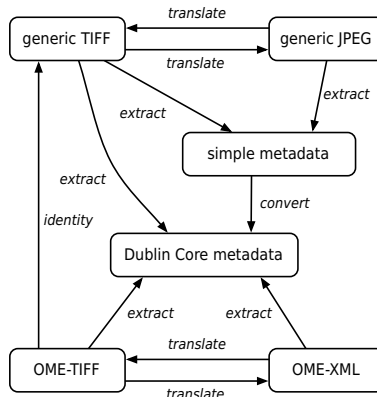 translate
generic TIFF
generic JPEG
translate
extract
extract
simple metadata
extract
convert
identity
Dublin Core metadata
extract
extract
translate
OME-TIFF
OME-XML
translate